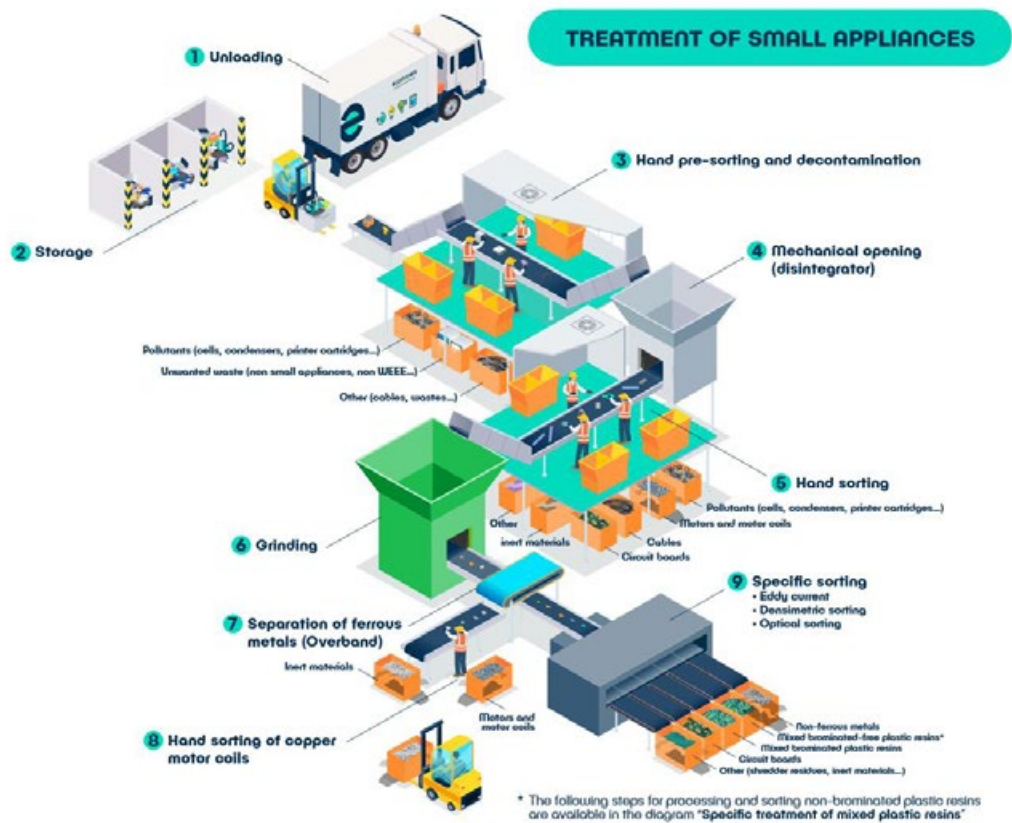 TREATMENT OF SMALL APPLIANCES
1 Unloading
2 Storage
3 Hand pre-sorting and decontamination
4 Mechanical opening
(disintegrator)
Pollutants (cells, condensers, printer cartridges...)
Unwanted waste (non small appliances, non WEEE...)
Other (cables, wastes...)
5 Hand sorting
Pollutants (cells, condensers, printer cartridges...)
Motors and motor coils
Cables
Circuit boards
inert materials
Other
6 Grinding
7 Separation of ferrous
metals (Overband)
Inert materials
Motors and
motor coils
8 Hand sorting of copper
motor coils
9 Specific sorting
• Eddy current
• Densimetric sorting
• Optical sorting
Non-ferrous metals
Mixed brominated-free plastic resins*
Mixed brominated plastic resins
Circuit boards
Other (shredder residues, inert materials...)
* The following steps for processing and sorting non-brominated plastic resins
are available in the diagram "Specific treatment of mixed plastic resins"